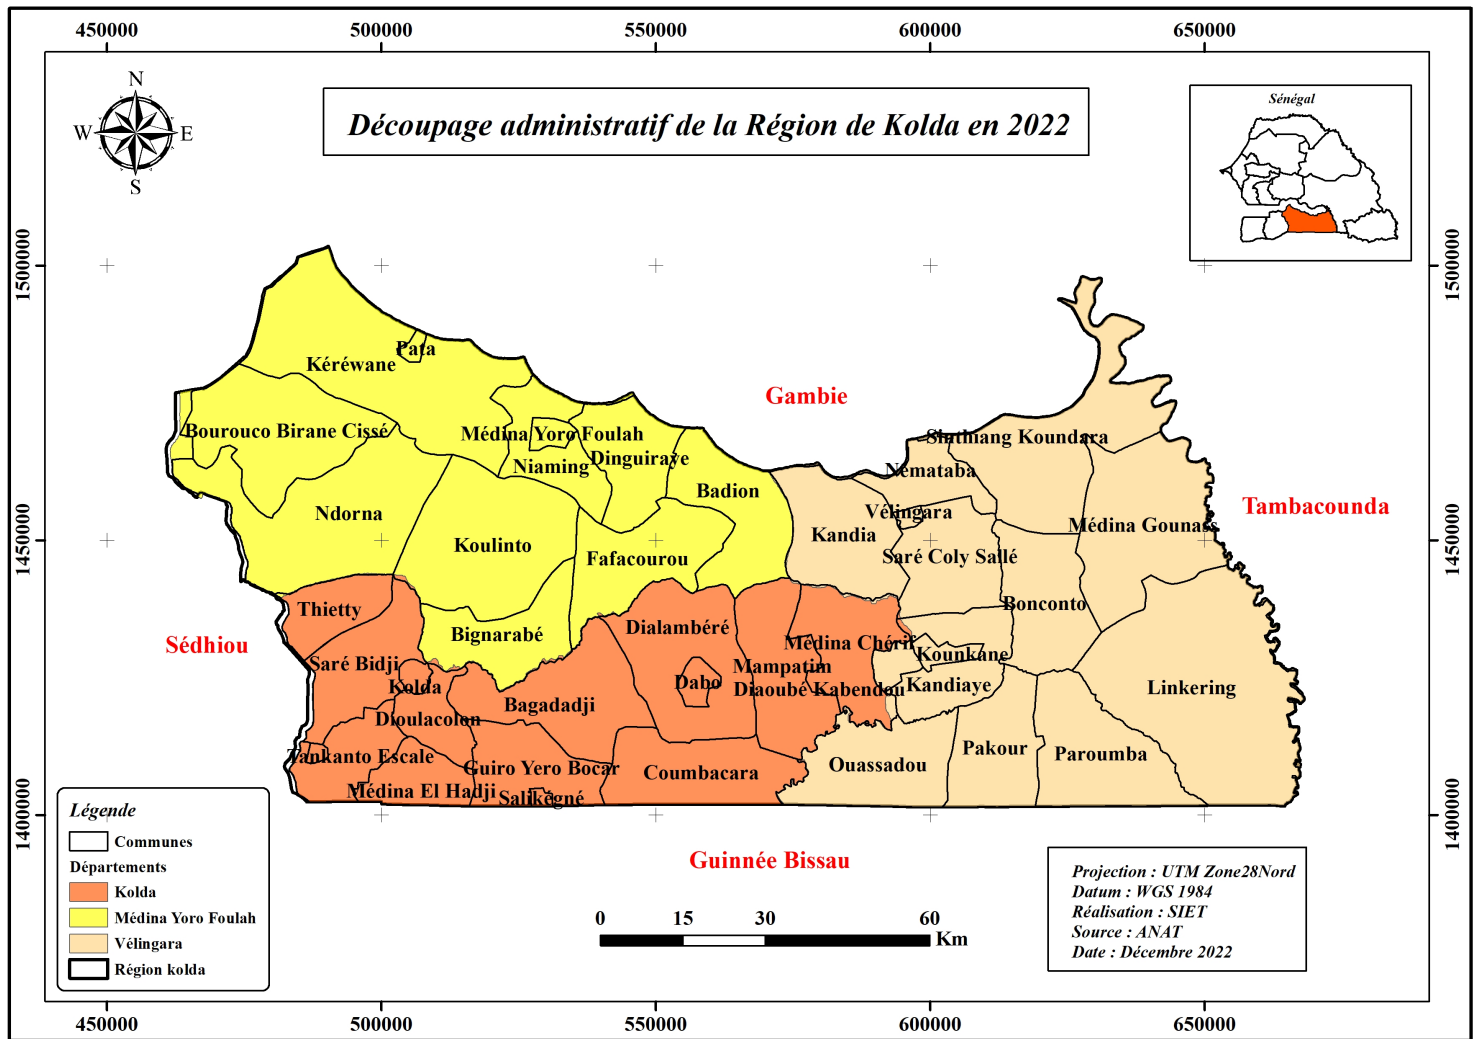 450000
500000
550000
600000
650000
N
W
E
S
Découpage administratif de la Région de Kolda en 2022
Sénégal
1500000
1500000
Pata
Kéréwane
Gambie
Bourouco Birane Cissé
Médina Yoro Foulah
Sinthiang Koundara
Niaming
Dinguiraye
Nemataba
Badion
Ndorna
Vélingara
Tambacounda
Kandia
Médina Gounass
1450000
1450000
Koulinto
Fafacourou
Saré Coly Sallé
Thietty
Bonconto
Bignarabé
Dialambéré
Sédhiou
Médina Chérif
Kounkane
Saré Bidji
Mampatim
Kolda
Dabo
Diaoubé Kabendou
Kandiaye
Linkering
Bagadadji
Dioulacolon
Pakour
Paroumba
Tankanto Escale
Guiro Yero Bocar
Coumbacara
Ouassadou
Médina El Hadji
Salikégné
1400000
1400000
Légende
Communes
Départements
Kolda
Médina Yoro Foulah
Vélingara
Région kolda
Guinnée Bissau
0 15 30 60
Km
Projection : UTM Zone28Nord
Datum : WGS 1984
Réalisation : SIET
Source : ANAT
Date : Décembre 2022
450000
500000
550000
600000
650000